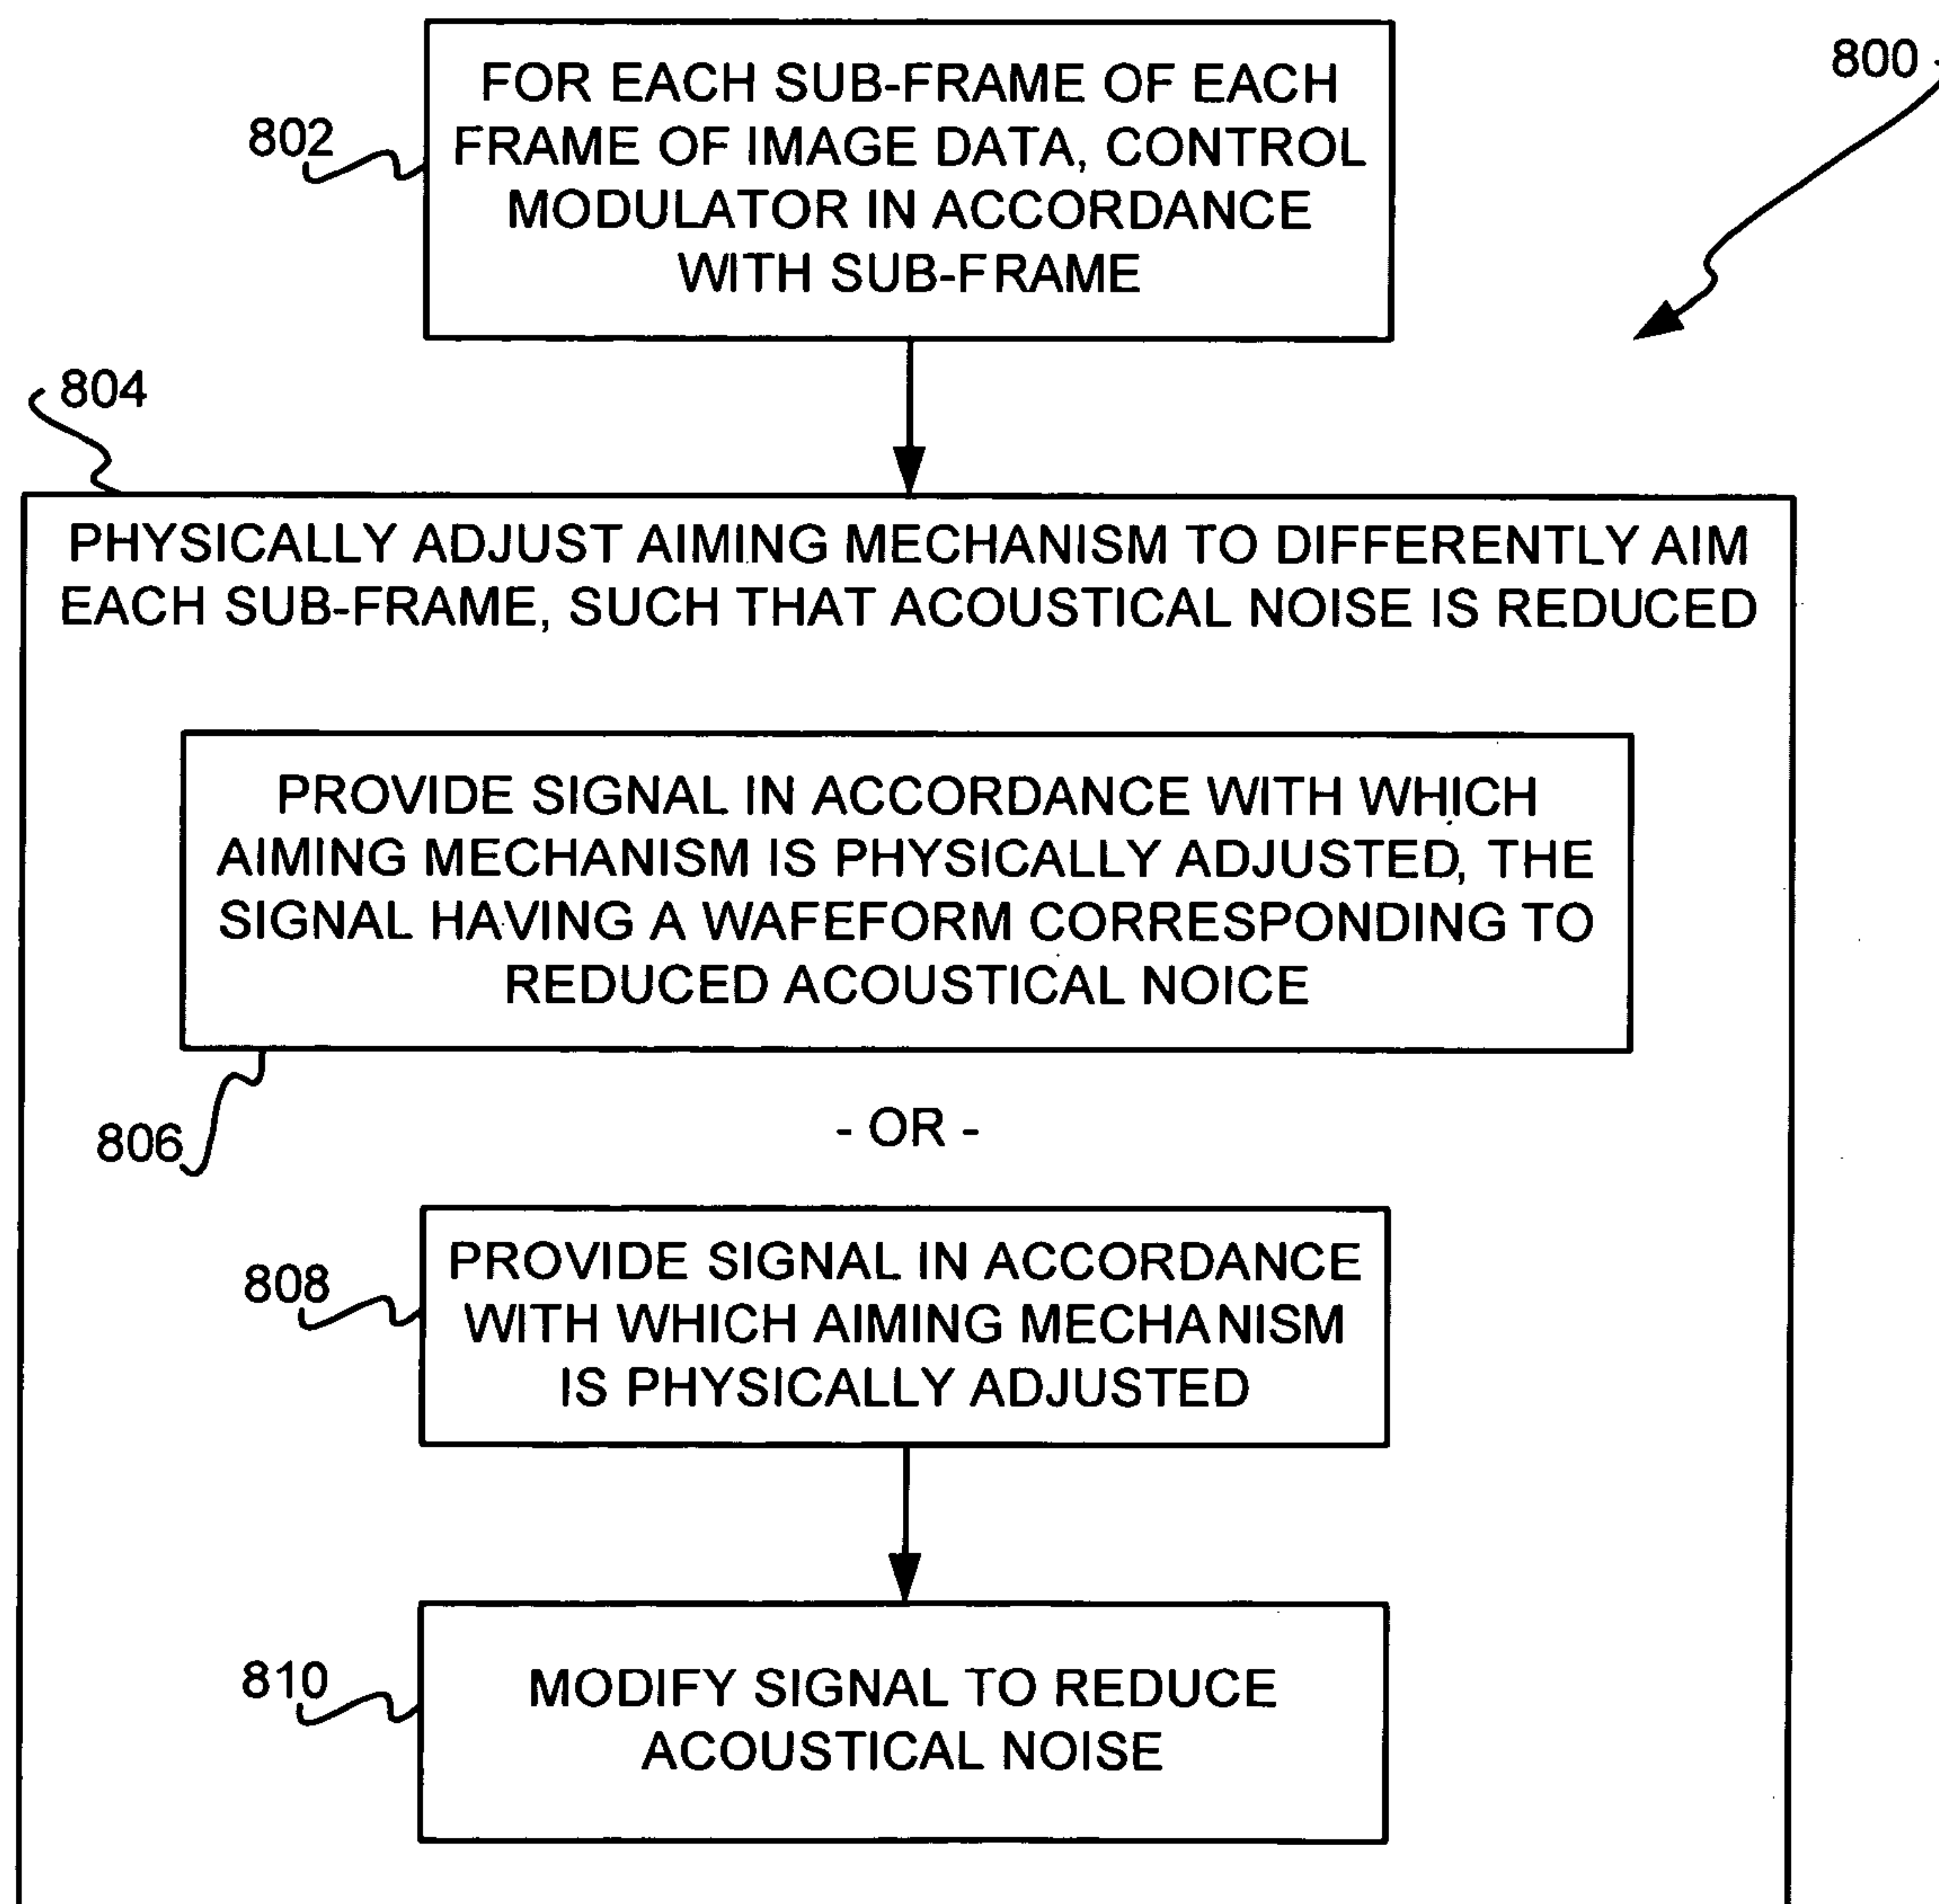 800
802
FOR EACH SUB-FRAME OF EACH
FRAME OF IMAGE DATA, CONTROL
MODULATOR IN ACCORDANCE
WITH SUB-FRAME
804
PHYSICALLY ADJUST AIMING MECHANISM TO DIFFERENTLY AIM
EACH SUB-FRAME, SUCH THAT ACOUSTICAL NOISE IS REDUCED
PROVIDE SIGNAL IN ACCORDANCE WITH WHICH
AIMING MECHANISM IS PHYSICALLY ADJUSTED, THE
SIGNAL HAVING A WAFEFORM CORRESPONDING TO
REDUCED ACOUSTICAL NOICE
806
- OR -
808
PROVIDE SIGNAL IN ACCORDANCE
WITH WHICH AIMING MECHANISM
IS PHYSICALLY ADJUSTED
810
MODIFY SIGNAL TO REDUCE
ACOUSTICAL NOISE